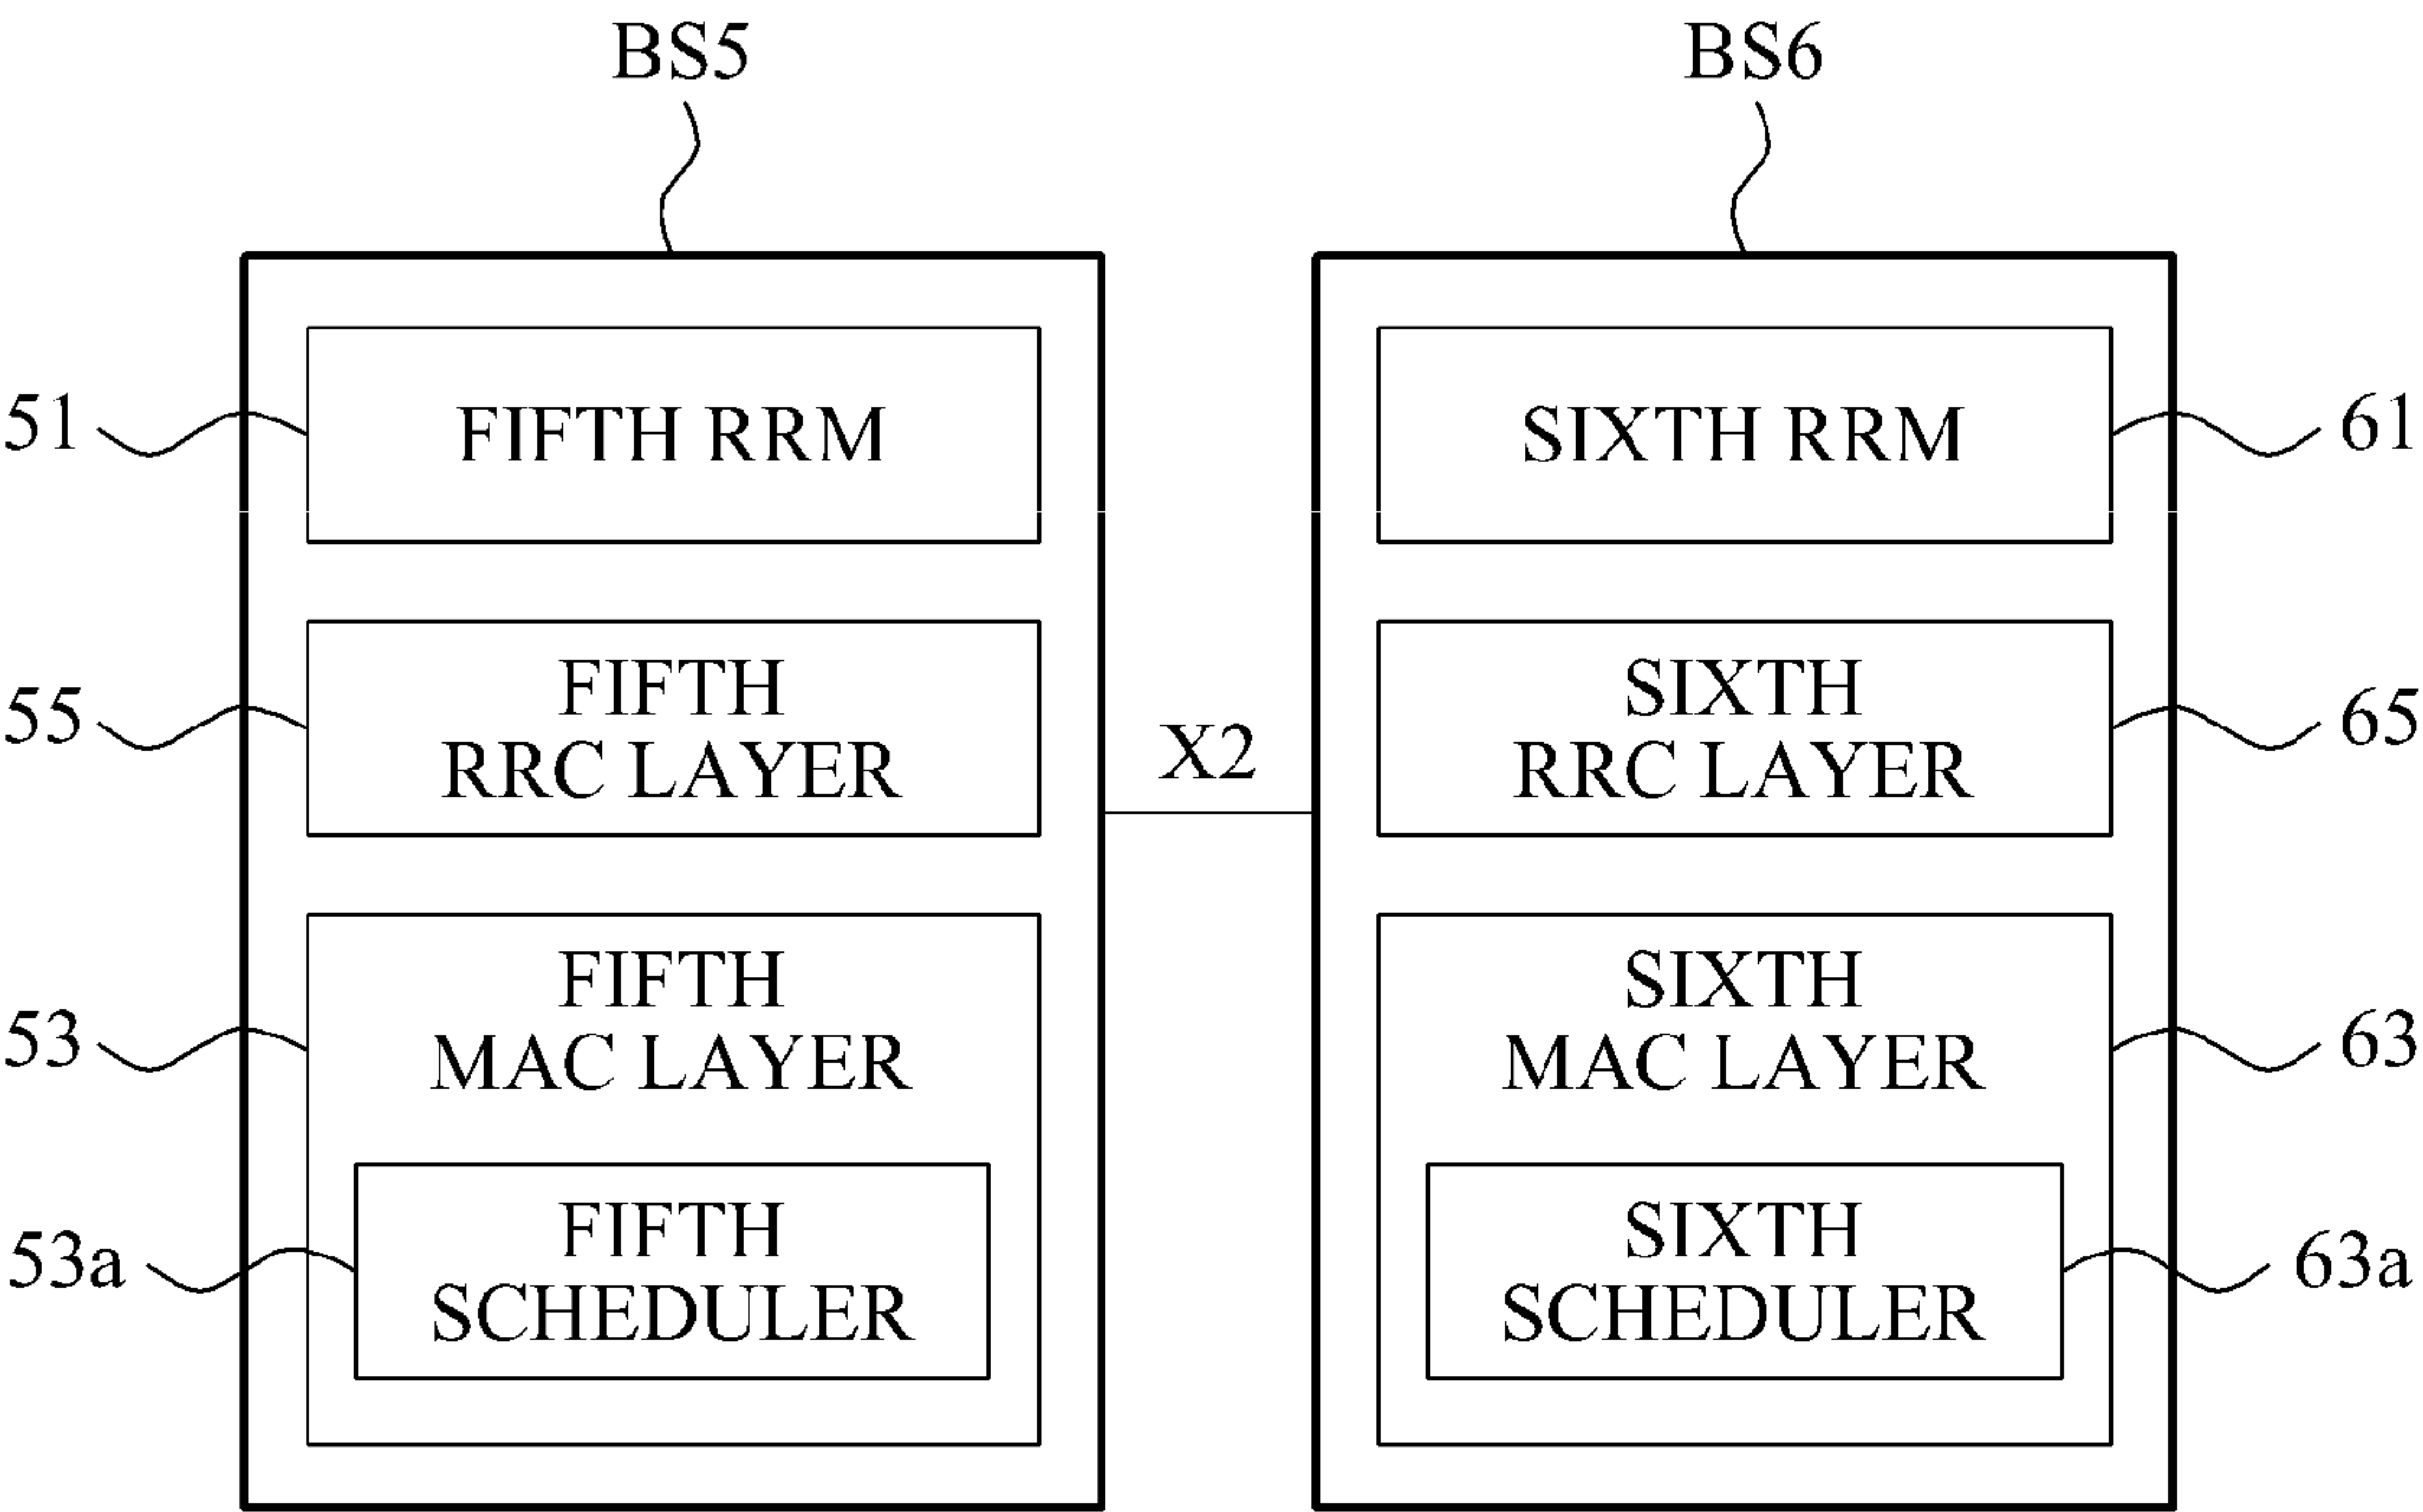 BS5
BS6
51
FIFTH RRM
SIXTH RRM
61
55
FIFTH
RRC LAYER
X2
SIXTH
RRC LAYER
65
53
FIFTH
MAC LAYER
SIXTH
MAC LAYER
63
53a
FIFTH
SCHEDULER
SIXTH
SCHEDULER
63a